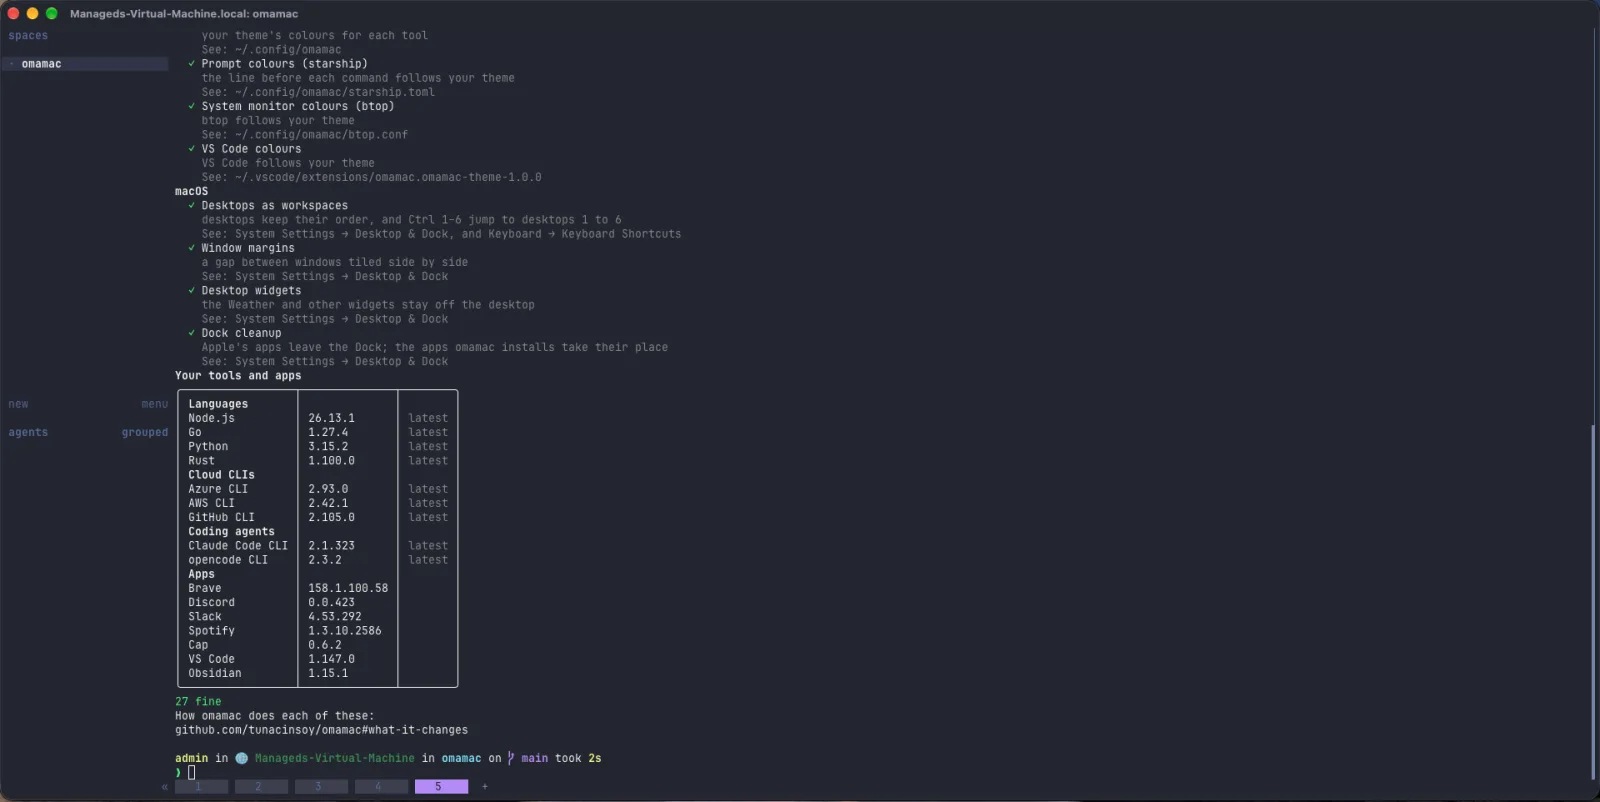 Manageds-Virtual-Machine.local: omamac
spaces
· omamac
your theme's colours for each tool
See: ~/.config/omamac
✓ Prompt colours (starship)
the line before each command follows your theme
See: ~/.config/omamac/starship.toml
✓ System monitor colours (btop)
btop follows your theme
See: ~/.config/omamac/btop.conf
✓ VS Code colours
VS Code follows your theme
See: ~/.vscode/extensions/omamac.omamac-theme-1.0.0
macOS
✓ Desktops as workspaces
desktops keep their order, and Ctrl 1-6 jump to desktops 1 to 6
See: System Settings → Desktop & Dock, and Keyboard → Keyboard Shortcuts
✓ Window margins
a gap between windows tiled side by side
See: System Settings → Desktop & Dock
✓ Desktop widgets
the Weather and other widgets stay off the desktop
See: System Settings → Desktop & Dock
✓ Dock cleanup
Apple's apps leave the Dock; the apps omamac installs take their place
See: System Settings → Desktop & Dock
Your tools and apps
new menu
agents grouped
Languages
Node.js 26.13.1 latest
Go 1.27.4 latest
Python 3.15.2 latest
Rust 1.100.0 latest
Cloud CLIs
Azure CLI 2.93.0 latest
AWS CLI 2.42.1 latest
GitHub CLI 2.105.0 latest
Coding agents
Claude Code CLI 2.1.323 latest
opencode CLI 2.3.2 latest
Apps
Brave 158.1.100.58
Discord 0.0.423
Slack 4.53.292
Spotify 1.3.10.2586
Cap 0.6.2
VS Code 1.147.0
Obsidian 1.15.1
27 fine
How omamac does each of these:
github.com/tunacinsoy/omamac#what-it-changes
admin in Manageds-Virtual-Machine in omamac on main took 2s
❯
« 1 2 3 4 5 +